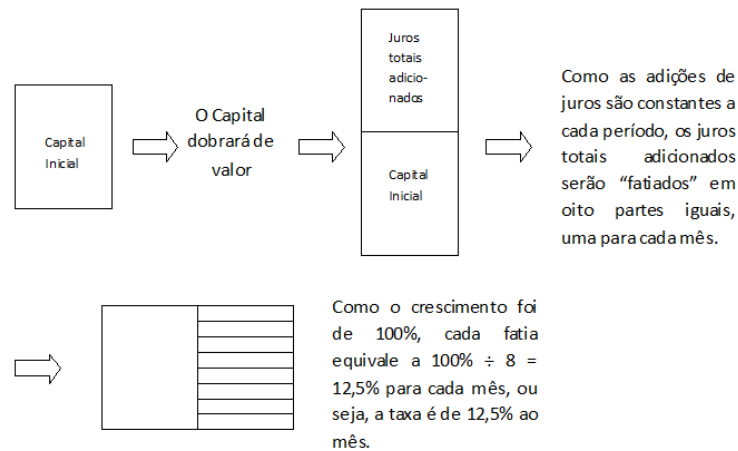 Capital
Inicial
O Capital
dobrará de
valor
Juros
totais
adicio-
nados
Capital
Inicial
Como as adições de
juros são constantes a
cada período, os juros
totais adicionados
serão “fatiados” em
oito partes iguais,
uma para cada mês.
Como o crescimento foi
de 100%, cada fatia
equivale a 100% ÷ 8 =
12,5% para cada mês, ou
seja, a taxa é de 12,5% ao
mês.